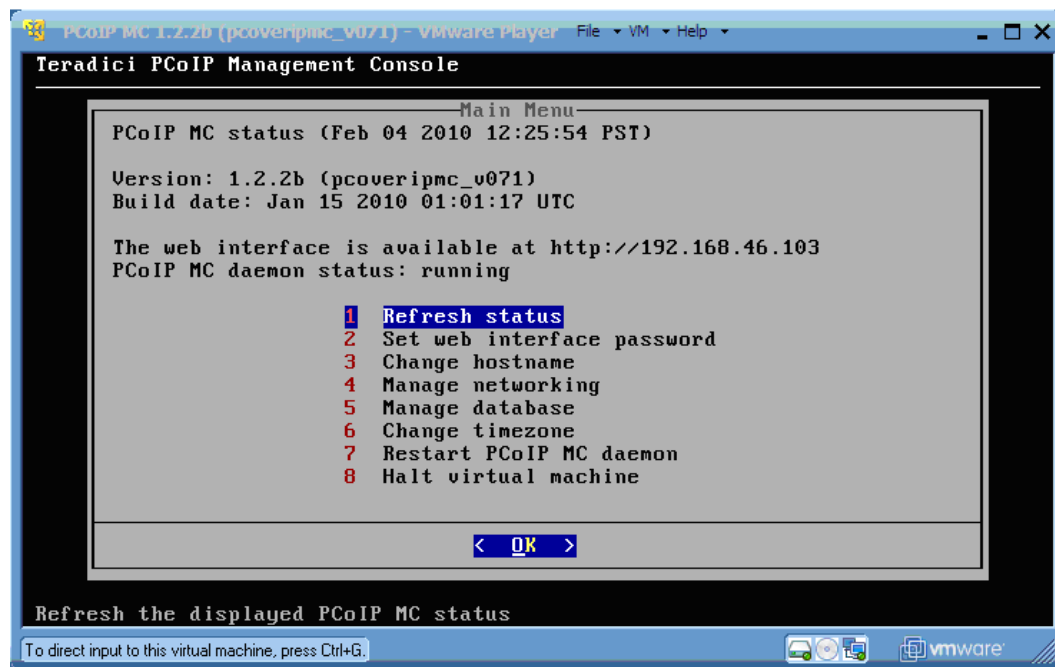 PCoIP MC 1.2.2b (pcoveripmc_v071) - VMware Player File VM Help
Teradici PCoIP Management Console
Main Menu
PCoIP MC status (Feb 04 2010 12:25:54 PST)
Version: 1.2.2b (pcoveripmc_v071)
Build date: Jan 15 2010 01:01:17 UTC
The web interface is available at http://192.168.46.103
PCoIP MC daemon status: running
1 Refresh status
2 Set web interface password
3 Change hostname
4 Manage networking
5 Manage database
6 Change timezone
7 Restart PCoIP MC daemon
8 Halt virtual machine
< OK >
Refresh the displayed PCoIP MC status
To direct input to this virtual machine, press Ctrl+G.
vmware